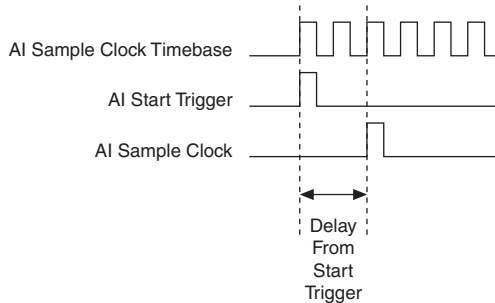 AI Sample Clock Timebase
AI Start Trigger
AI Sample Clock
Delay
From
Start
Trigger